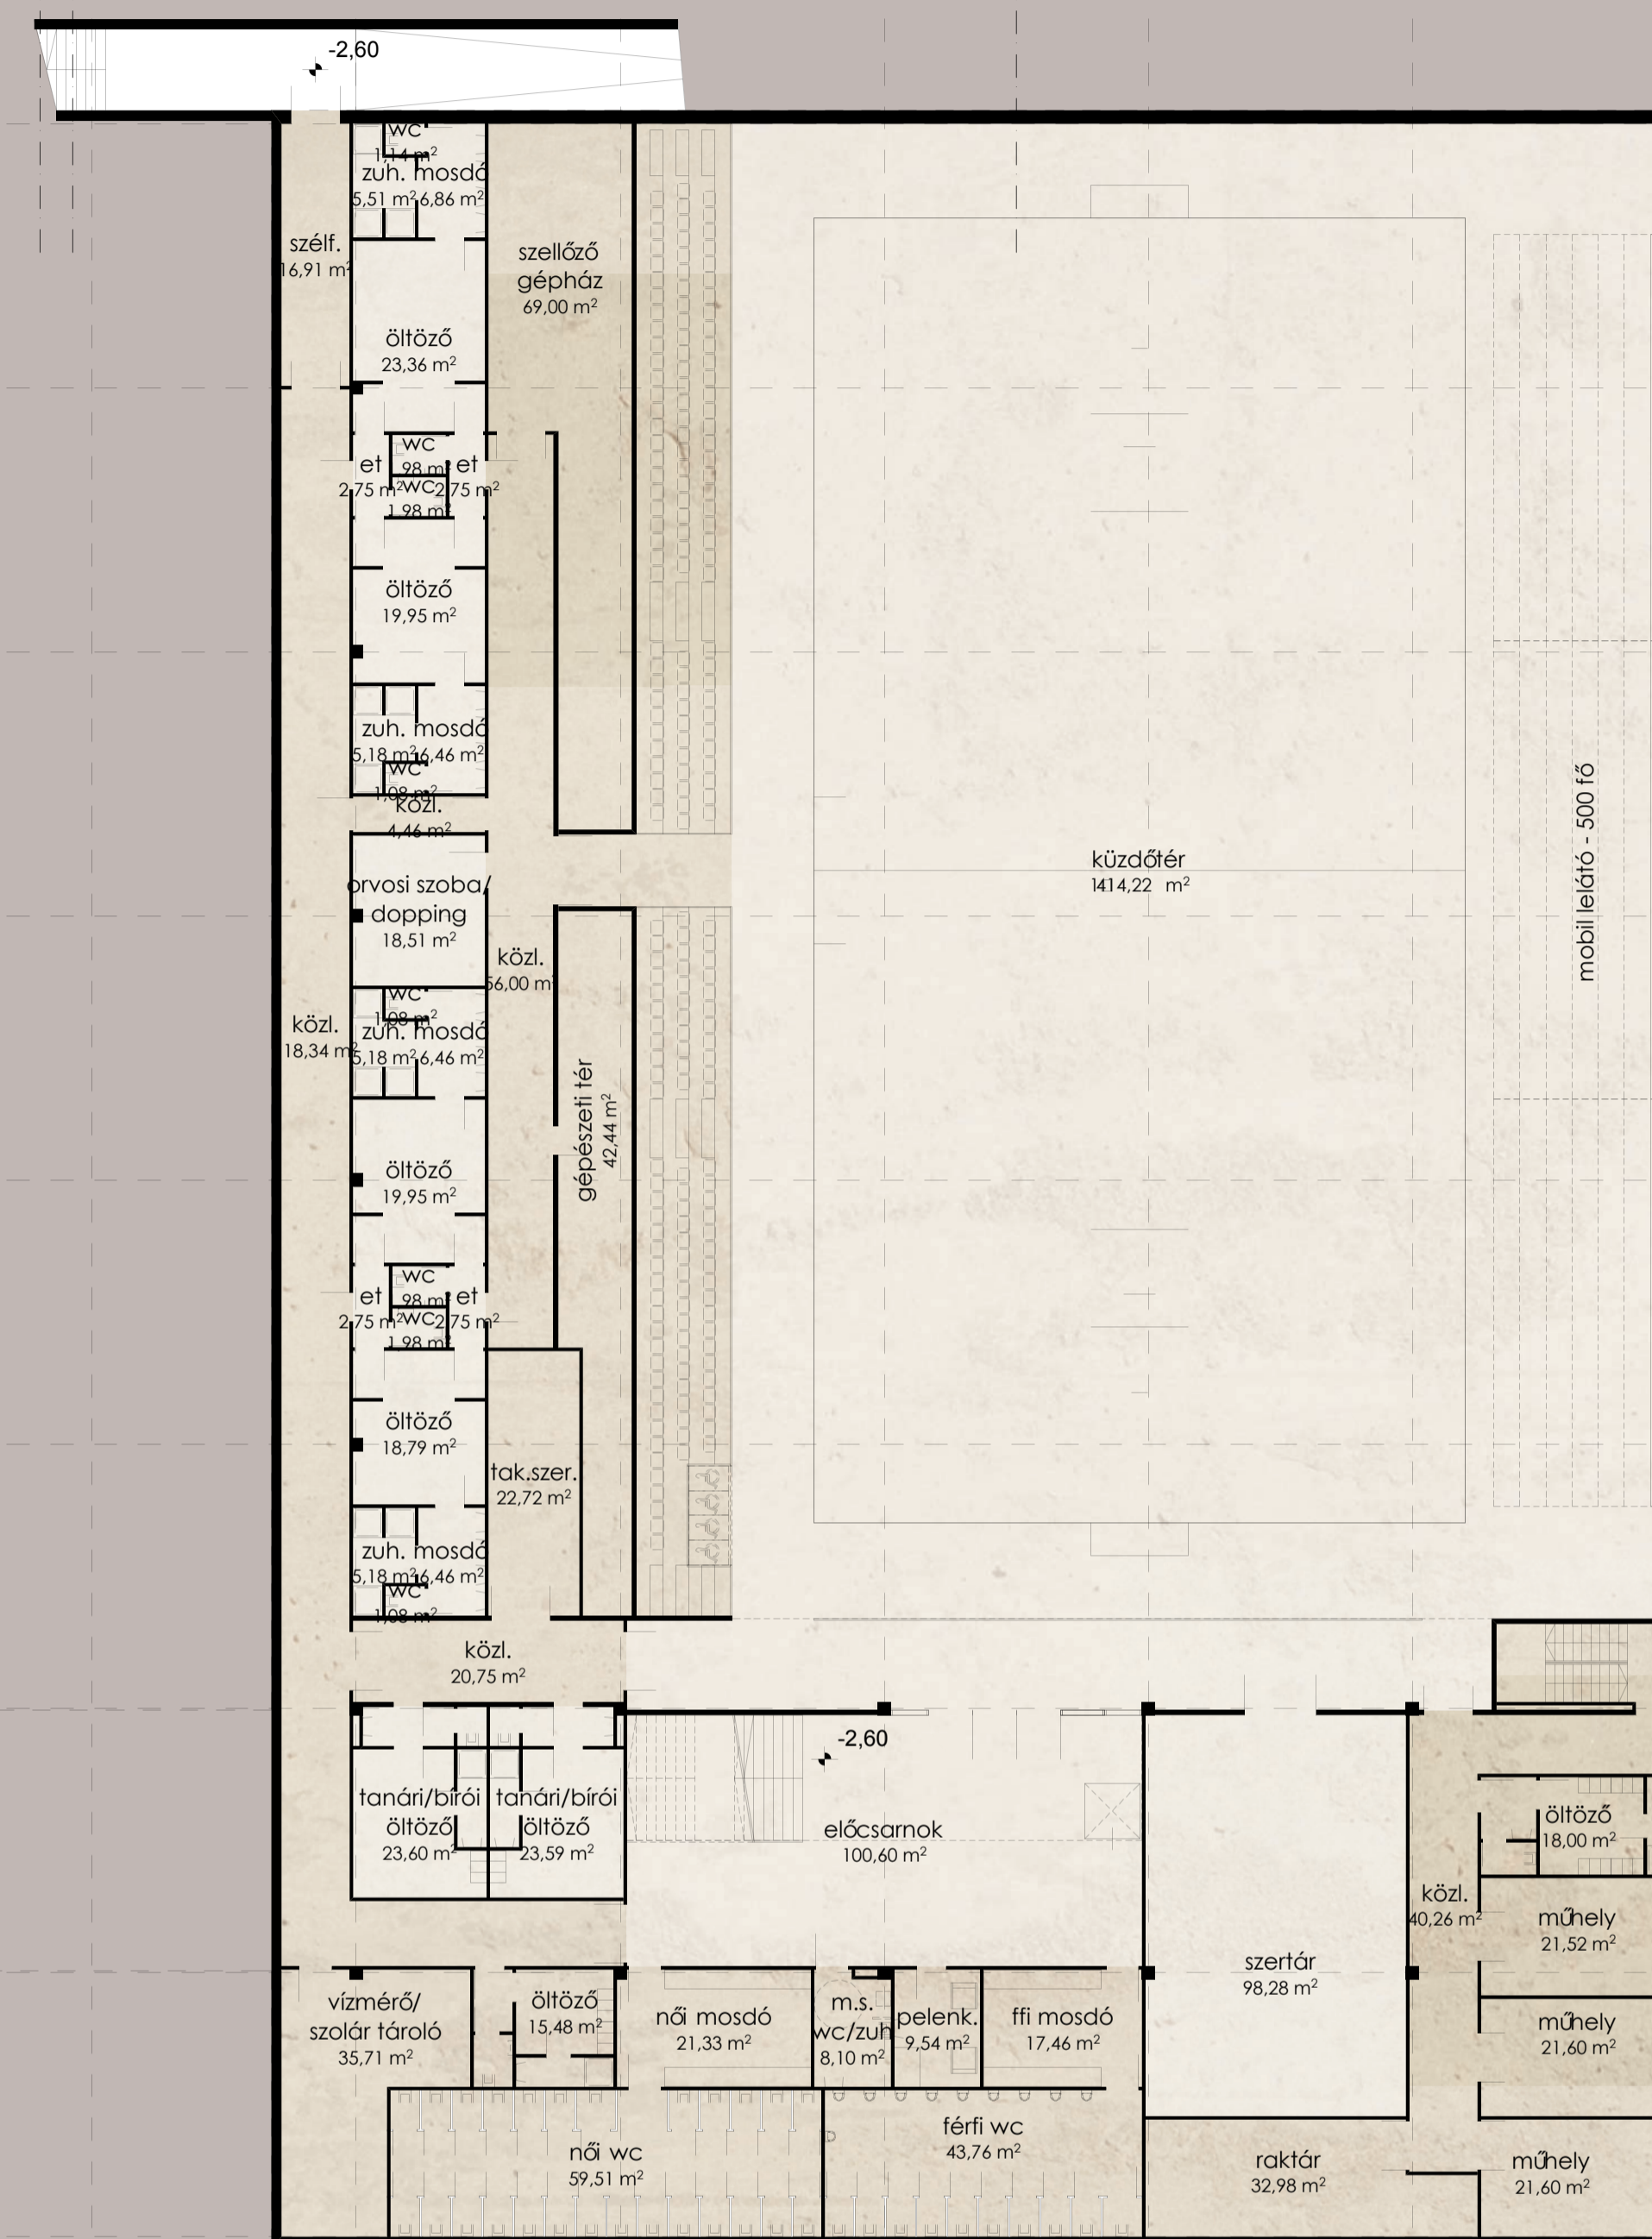 -2,60
wc
1,14 m²
zuh. mosdó
5,51 m² 6,86 m²
szélf.
16,91 m²
szellőző
gépház
69,00 m²
öltöző
23,36 m²
wc
et
et
2,75 m²
2,75 m²
wc
1,98 m²
öltöző
19,95 m²
zuh. mosdó
5,18 m² 6,46 m²
wc
1,08 m²
közl.
4,46 m²
orvosi szoba/
dopping
18,51 m²
közl.
56,00 m²
wc
1,08 m²
zuh. mosdó
5,18 m² 6,46 m²
közl.
18,34 m²
gépészeti tér
42,44 m²
öltöző
19,95 m²
wc
et
et
2,75 m²
2,75 m²
wc
1,98 m²
öltöző
18,79 m²
tak.szer.
22,72 m²
zuh. mosdó
5,18 m² 6,46 m²
wc
1,08 m²
közl.
20,75 m²
küzdőtér
1414,22 m²
mobil lelátó - 500 fő
-2,60
tanári/bírói
öltöző
23,60 m²
tanári/bírói
öltöző
23,59 m²
előcsarnok
100,60 m²
öltöző
18,00 m²
közl.
40,26 m²
műhely
21,52 m²
szertár
98,28 m²
műhely
21,60 m²
vízmérő/
szolár tároló
35,71 m²
öltöző
15,48 m²
női mosdó
21,33 m²
m.s.
wc/zuh
8,10 m²
pelenk.
9,54 m²
ffi mosdó
17,46 m²
női wc
59,51 m²
férfi wc
43,76 m²
raktár
32,98 m²
műhely
21,60 m²